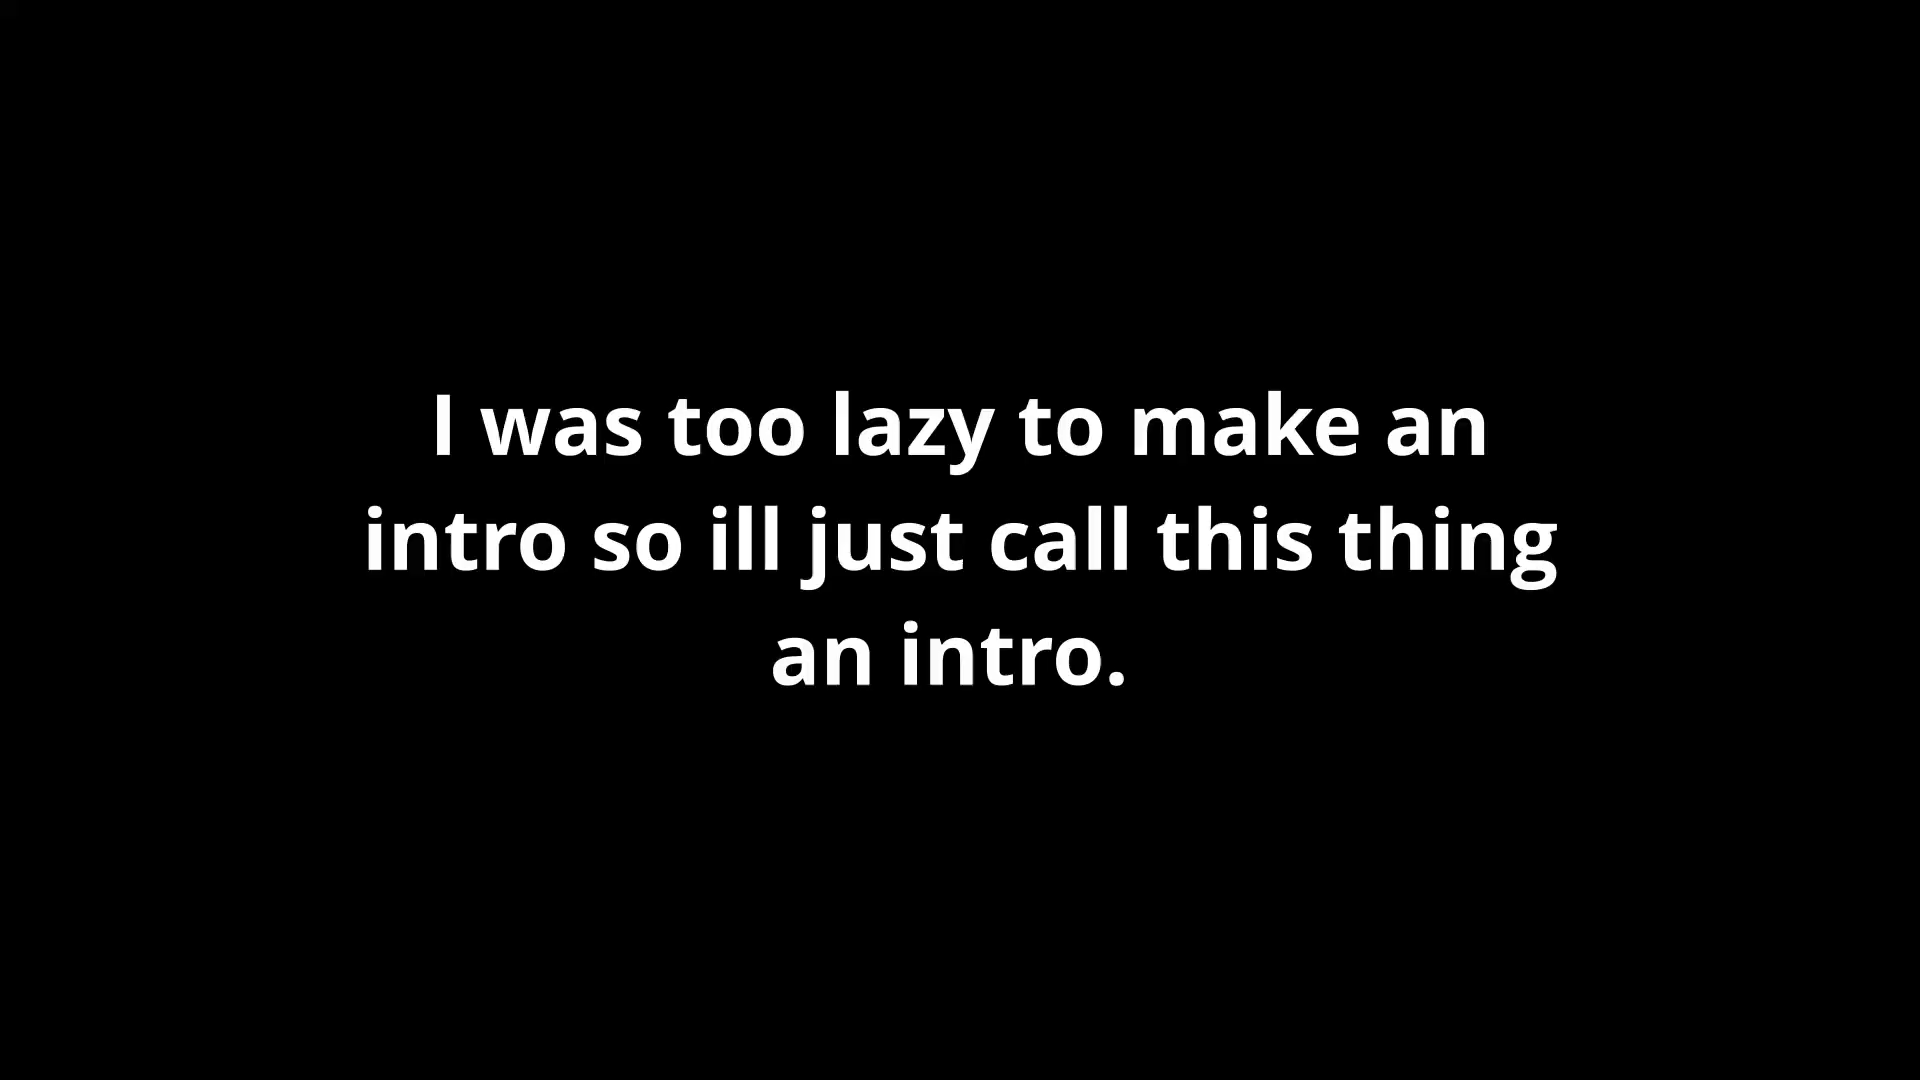 I was too lazy to make an
intro so ill just call this thing
an intro.